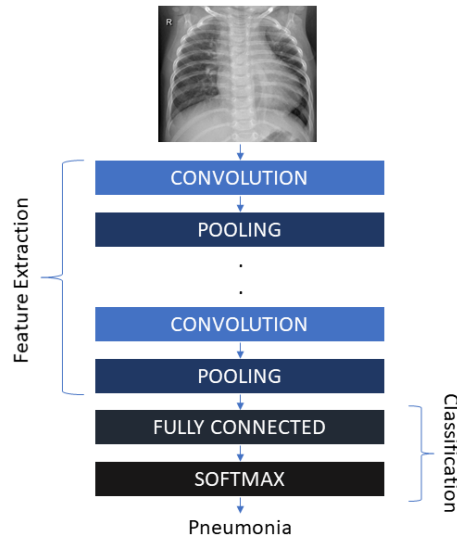 R
CONVOLUTION
POOLING
.
.
CONVOLUTION
POOLING
FULLY CONNECTED
SOFTMAX
Pneumonia
Feature Extraction
Classification